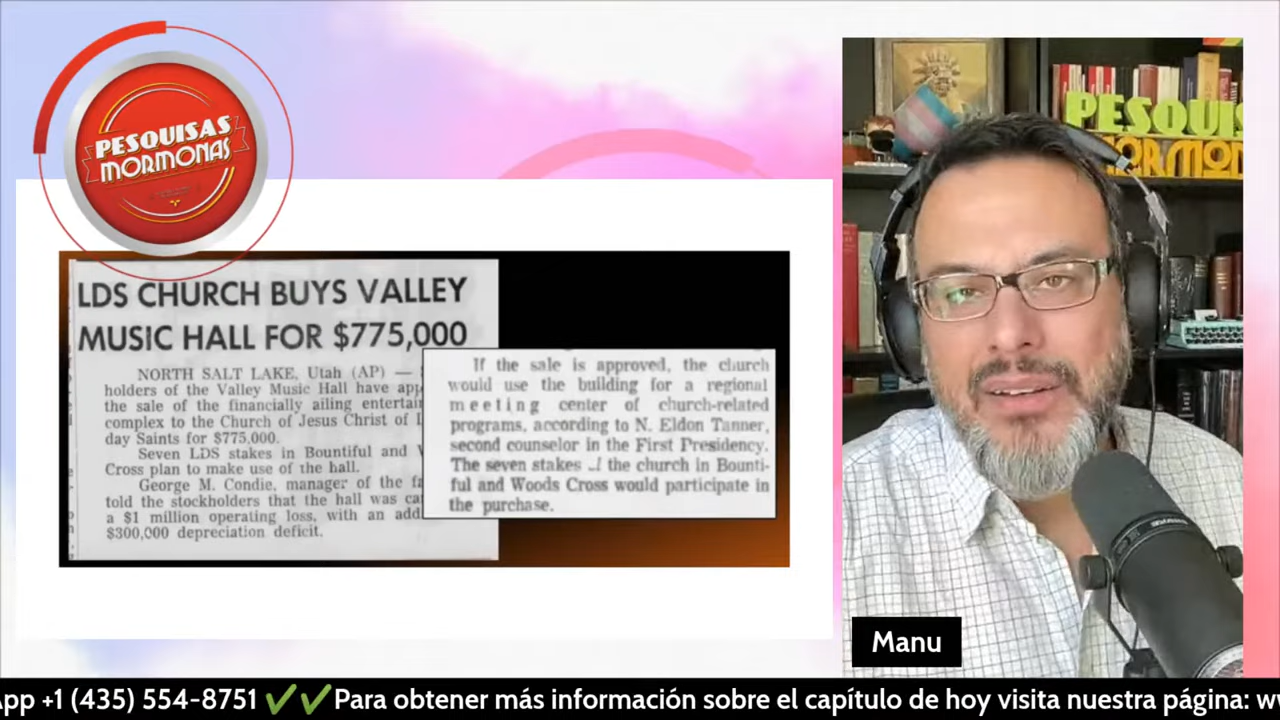 PESQUISAS
MORMONAS
LDS CHURCH BUYS VALLEY
MUSIC HALL FOR $775,000
NORTH SALT LAKE, Utah (AP) —
holders of the Valley Music Hall have
the sale of the financially ailing
complex to the Church of Jesus Christ of
day Saints for $775,000.
Seven LDS stakes in Bountiful and
Cross plan to make use of the hall.
George M. Condie, manager of the
told the stockholders that the hall was
a $1 million operating loss, with an
$300,000 depreciation deficit.
If the sale is approved, the church
would use the building for a regional
meeting center of church-related
programs, according to N. Eldon Tanner,
second counselor in the First Presidency.
The seven stakes the church in Bounti-
ful and Woods Cross would participate in
the purchase.
PESQUIS
MORMON
Manu
App +1 (435) 554-8751 ✓✓ Para obtener más información sobre el capítulo de hoy visita nuestra página: